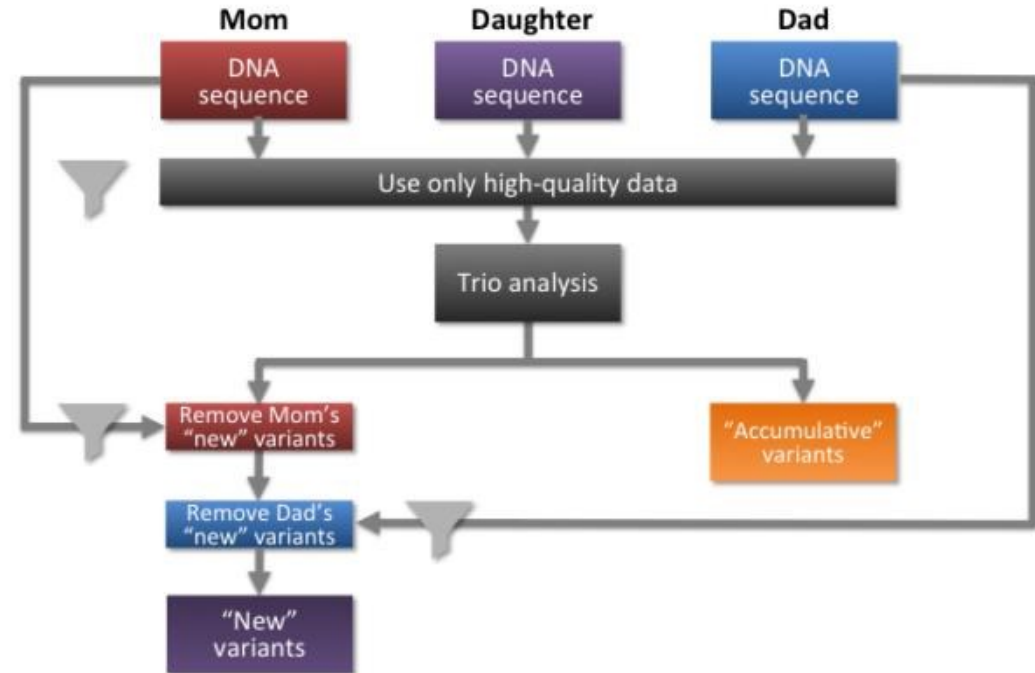 Mom
Daughter
Dad
DNA
sequence
DNA
sequence
DNA
sequence
Use only high-quality data
Trio analysis
Remove Mom’s
“new” variants
“Accumulative”
variants
Remove Dad’s
“new” variants
“New”
variants